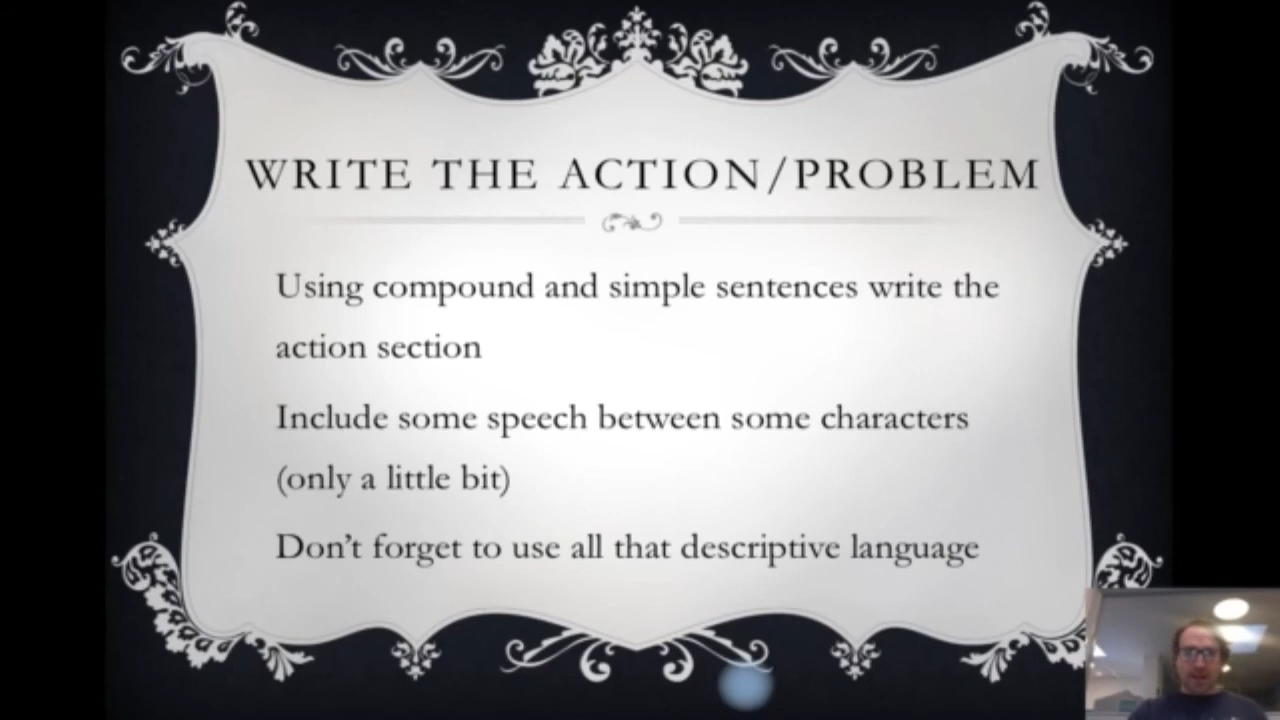 WRITE THE ACTION/PROBLEM
Using compound and simple sentences write the
action section
Include some speech between some characters
(only a little bit)
Don't forget to use all that descriptive language